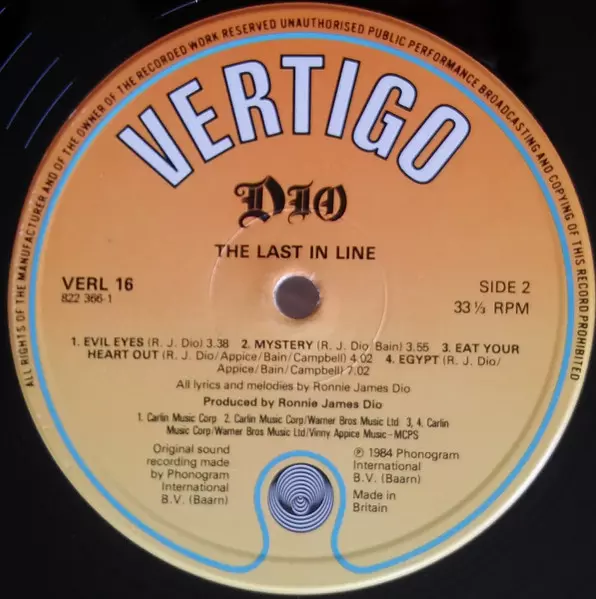 ALL RIGHTS OF THE MANUFACTURER AND OF THE OWNER OF THE RECORDED WORK RESERVED UNAUTHORISED PUBLIC PERFORMANCE BROADCASTING AND COPYING OF THIS RECORD PROHIBITED
VERTIGO
DIO
THE LAST IN LINE
VERL 16
822 366-1
SIDE 2
33 ⅓ RPM
1. EVIL EYES (R. J. Dio) 3.38 2. MYSTERY (R. J. Dio/Bain) 3.55 3. EAT YOUR
HEART OUT (R. J. Dio/Appice/Bain/Campbell) 4.02 4. EGYPT (R. J. Dio/
Appice/Bain/Campbell) 7.02
All lyrics and melodies by Ronnie James Dio
Produced by Ronnie James Dio
1. Carlin Music Corp. 2. Carlin Music Corp/Warner Bros Music Ltd. 3, 4. Carlin
Music Corp/Warner Bros Music Ltd/Vinny Appice Music-MCPS
Original sound
recording made
by Phonogram
International
B.V. (Baarn)
℗ 1984 Phonogram
International
B.V. (Baarn)
Made in
Britain